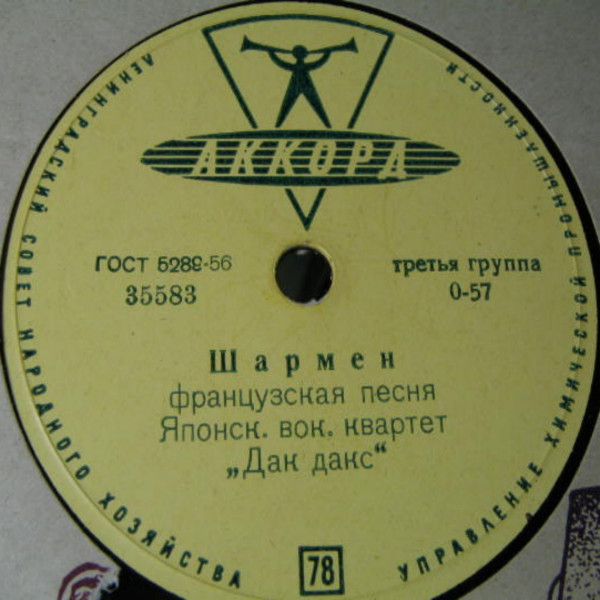 ЛЕНИНГРАДСКИЙ СОВЕТ НАРОДНОГО ХОЗЯЙСТВА
УПРАВЛЕНИЕ ХИМИЧЕСКОЙ ПРОМЫШЛЕННОСТИ
АККОРД
ГОСТ 5289-56
35583
третья группа
0-57
Шармен
французская песня
Японск. вок. квартет
„Дак дакс“
78